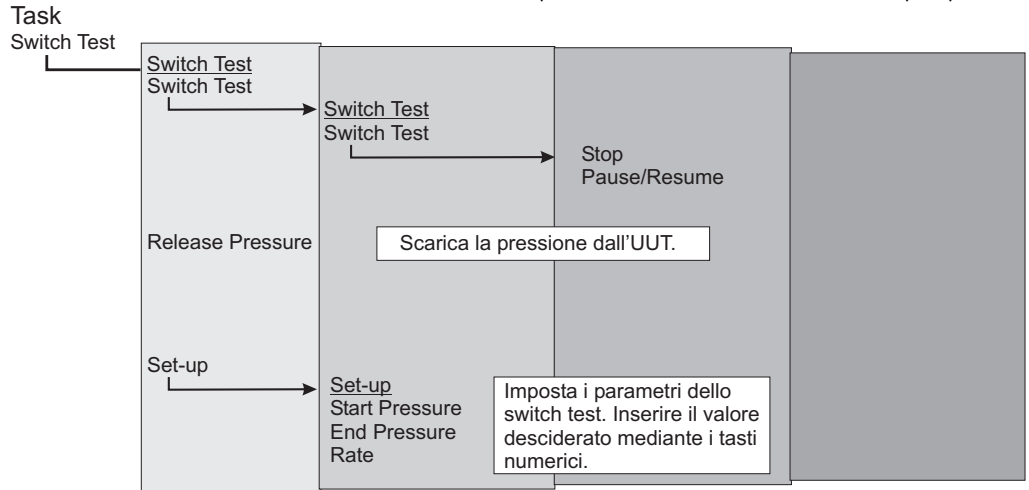 Task
Switch Test
Switch Test
Switch Test
Switch Test
Switch Test
Stop
Pause/Resume
Release Pressure
Scarica la pressione dall'UUT.
Set-up
Set-up
Start Pressure
End Pressure
Rate
Imposta i parametri dello
switch test. Inserire il valore
desciderato mediante i tasti
numerici.